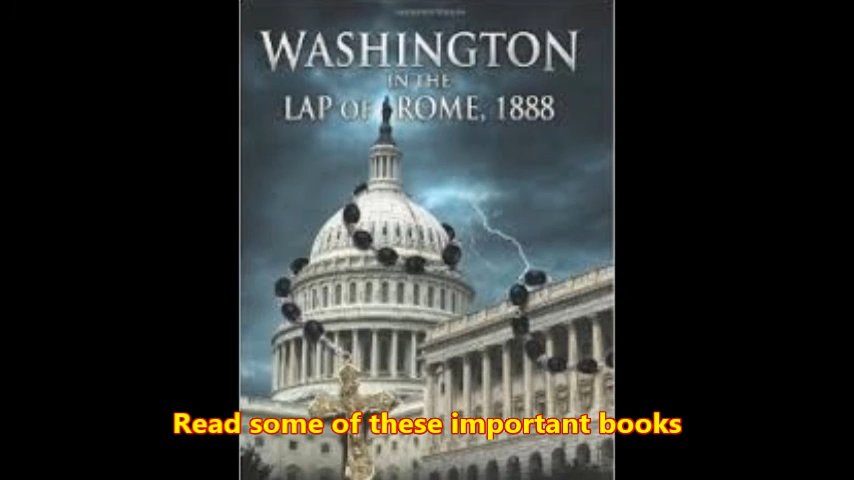 WASHINGTON
IN THE
LAP OF ROME, 1888
Read some of these important books